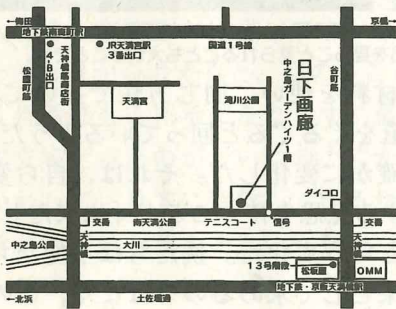 ←梅田
京橋→
地下鉄南森町駅
4-B出口
JR天満宮駅
3番出口
国道1号線
天神橋筋商店街
松屋町筋
谷町筋
天満宮
滝川公園
日下画廊
中之島ガーデンハイツ1階
ダイコロ
交番
南天満公園
テニスコート
信号
交番
中之島公園
天神橋
大川
天満橋
13号階段
松坂屋
OMM
地下鉄・京阪天満橋駅
←北浜
土佐堀通